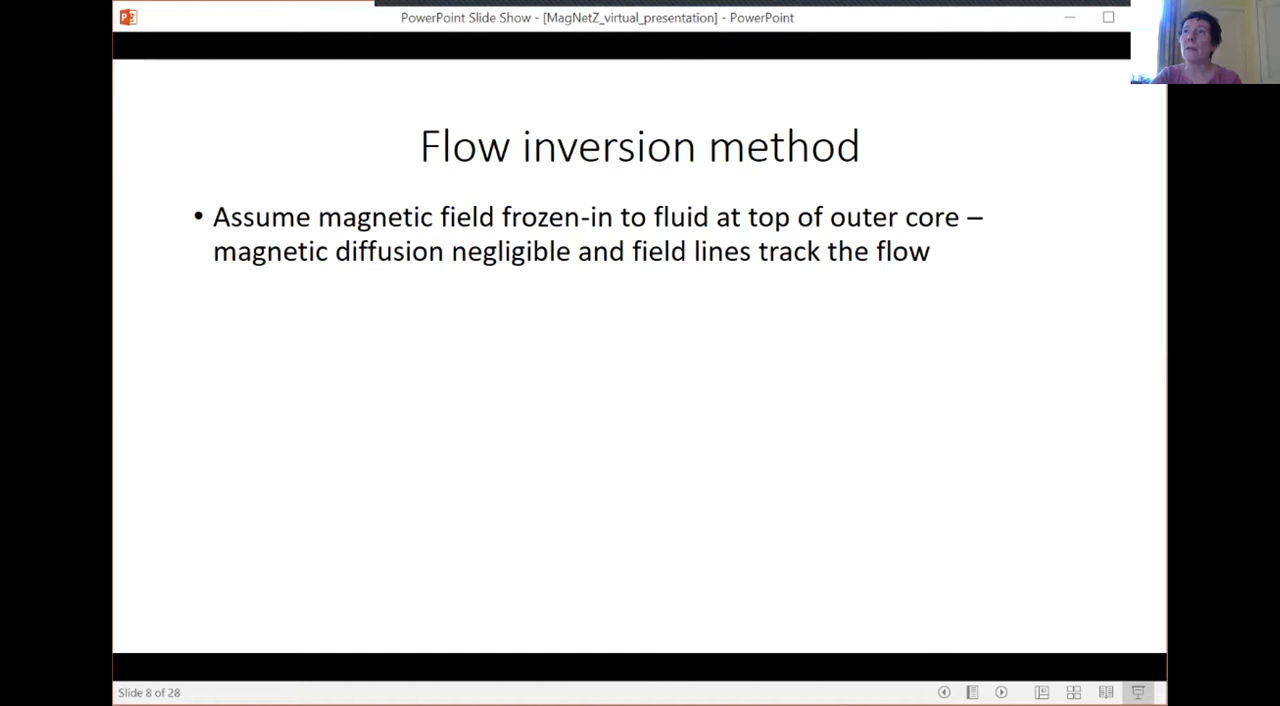 PowerPoint Slide Show - [MagNetZ_virtual_presentation] - PowerPoint
Flow inversion method
• Assume magnetic field frozen-in to fluid at top of outer core –
magnetic diffusion negligible and field lines track the flow
Slide 8 of 28